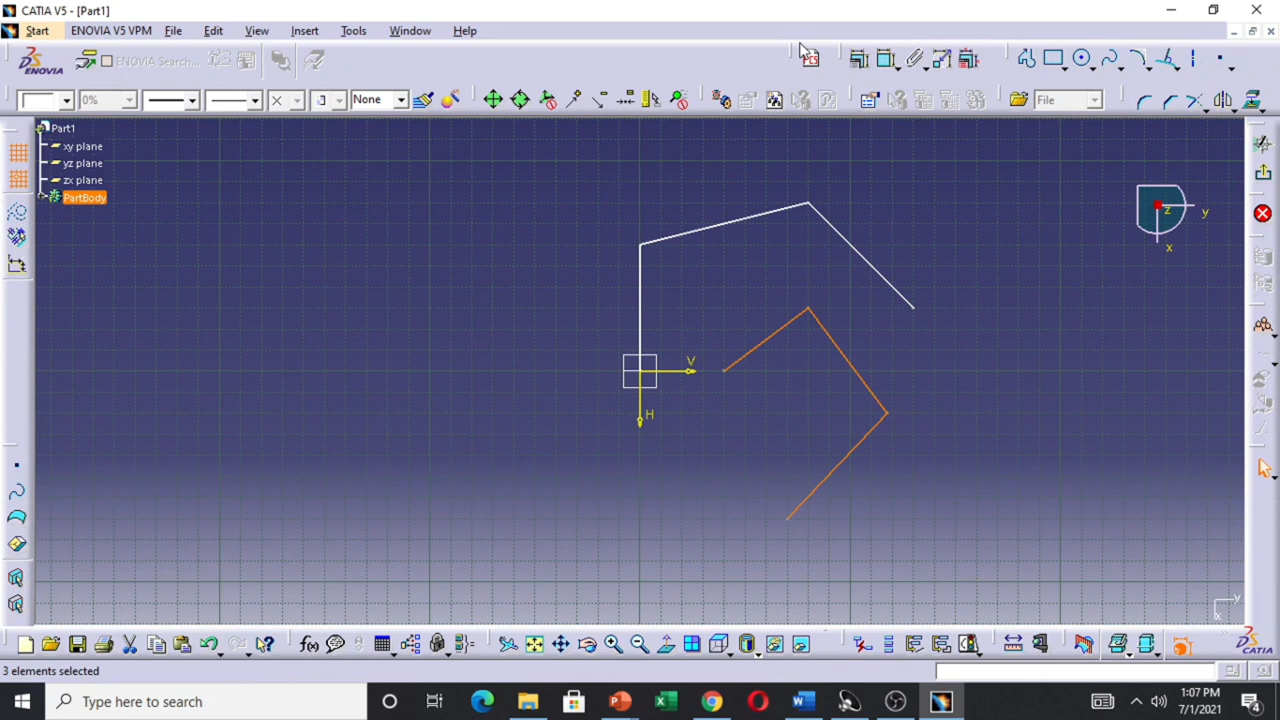 CATIA V5 - [Part1]
Start ENOVIA V5 VPM File Edit View Insert Tools Window Help
ENOVIA Search...
0% None File
Part1
xy plane
yz plane
zx plane
PartBody
z y
x
V
H
y
x
f(x)
CATIA
3 elements selected
Type here to search
1:07 PM
7/1/2021
4